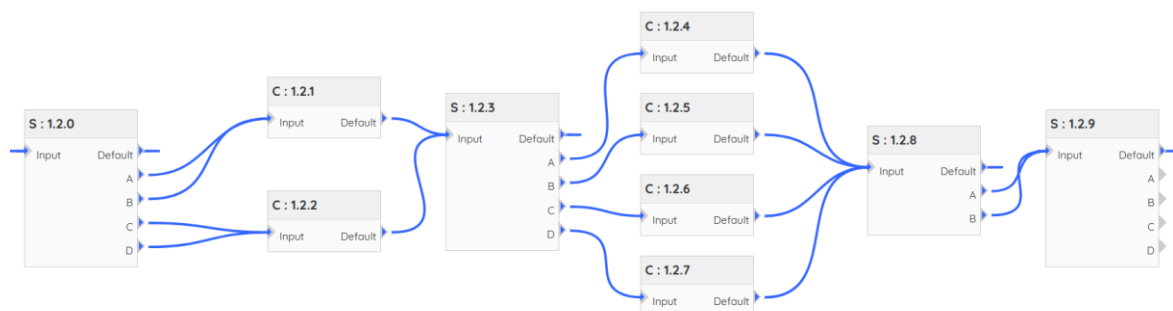 S : 1.2.0
Input Default
A
B
C
D
C : 1.2.1
Input Default
C : 1.2.2
Input Default
S : 1.2.3
Input Default
A
B
C
D
C : 1.2.4
Input Default
C : 1.2.5
Input Default
C : 1.2.6
Input Default
C : 1.2.7
Input Default
S : 1.2.8
Input Default
A
B
S : 1.2.9
Input Default
A
B
C
D